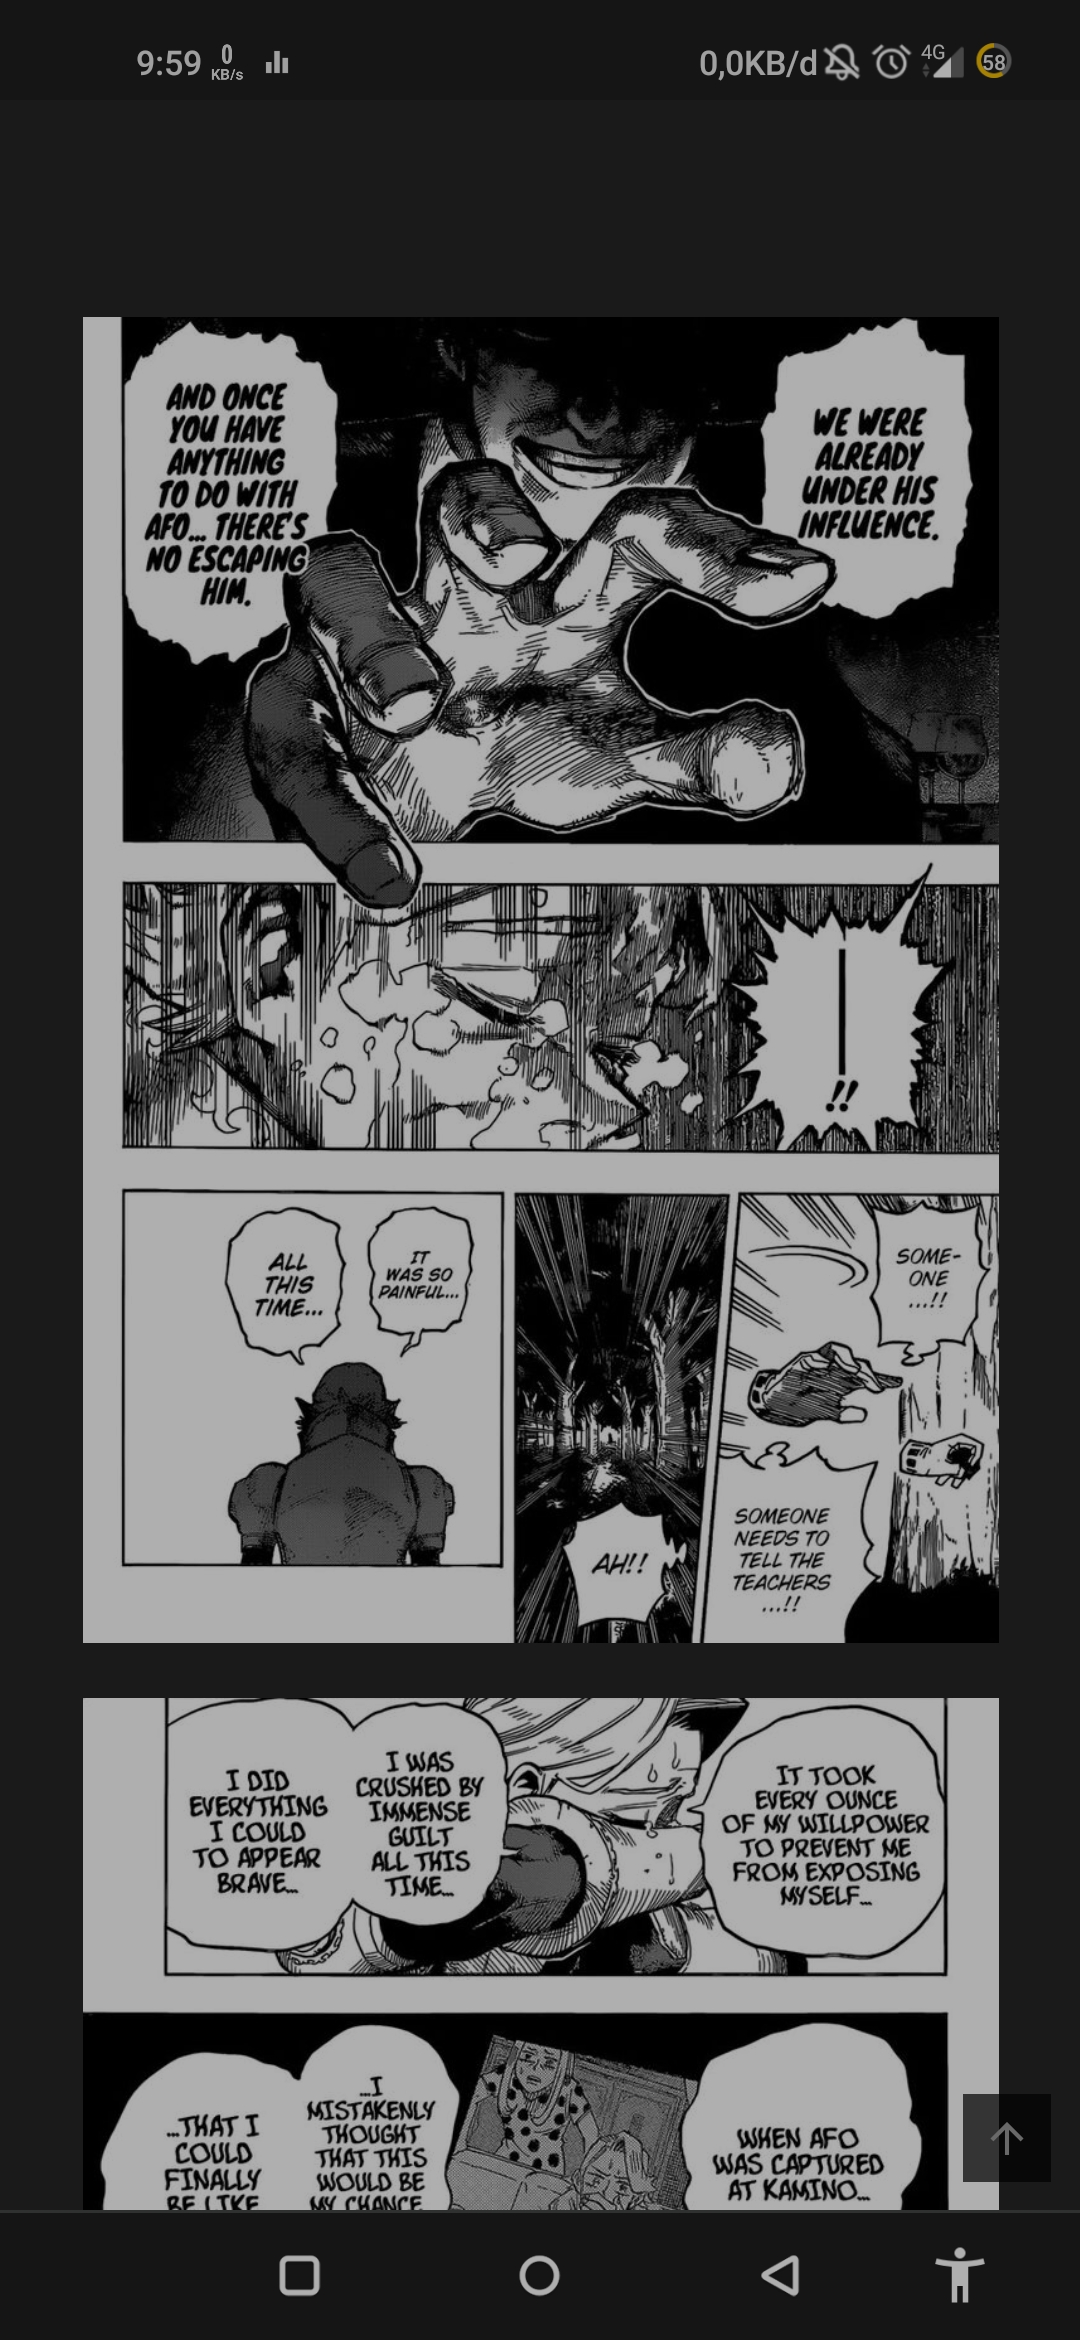 9:59
0
KB/s
0,0KB/d
4G
58
WE WERE
ALREADY
UNDER HIS
INFLUENCE.
AND ONCE
YOU HAVE
ANYTHING
TO DO WITH
AFO... THERE'S
NO ESCAPING
HIM.
!!
SOME-
ONE
...!!
SOMEONE
NEEDS TO
TELL THE
TEACHERS
...!!
AH!!
IT
WAS SO
PAINFUL...
ALL
THIS
TIME...
IT TOOK
EVERY OUNCE
OF MY WILLPOWER
TO PREVENT ME
FROM EXPOSING
MYSELF...
I WAS
CRUSHED BY
IMMENSE
GUILT
ALL THIS
TIME...
I DID
EVERYTHING
I COULD
TO APPEAR
BRAVE...
WHEN AFO
WAS CAPTURED
AT KAMINO...
...I
MISTAKENLY
THOUGHT
THAT THIS
WOULD BE
MY CHANCE
...THAT I
COULD
FINALLY
BE LIKE